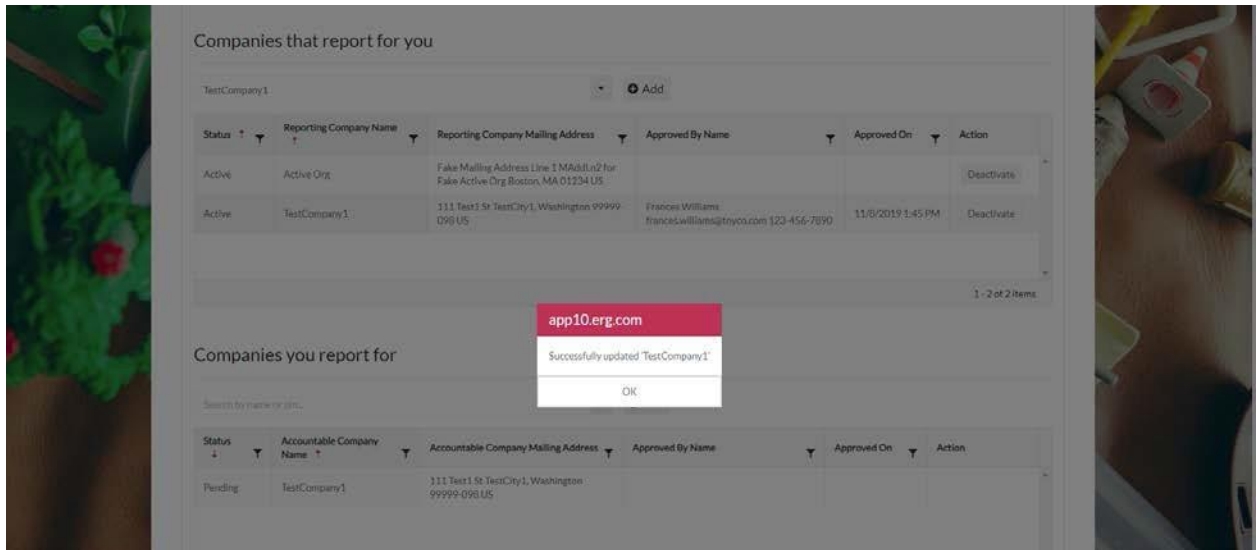 Companies that report for you
TestCompany1
Add
Status Reporting Company Name Reporting Company Mailing Address Approved By Name Approved On Action
Active Active Org Fake Mailing Address Line 1 MAddLn2 for
Fake Active Org Boston, MA 01234 US Deactivate
Active TestCompany1 111 Test1 St TestCity1, Washington 99999-
098 US Frances Williams
frances.williams@tnyco.com 123-456-7890 11/8/2019 1:45 PM Deactivate
1 - 2 of 2 items
app10.erg.com
Successfully updated 'TestCompany1'
OK
Companies you report for
Search by name or
Status Accountable Company
Name Accountable Company Mailing Address Approved By Name Approved On Action
Pending TestCompany1 111 Test1 St TestCity1, Washington
99999-098 US